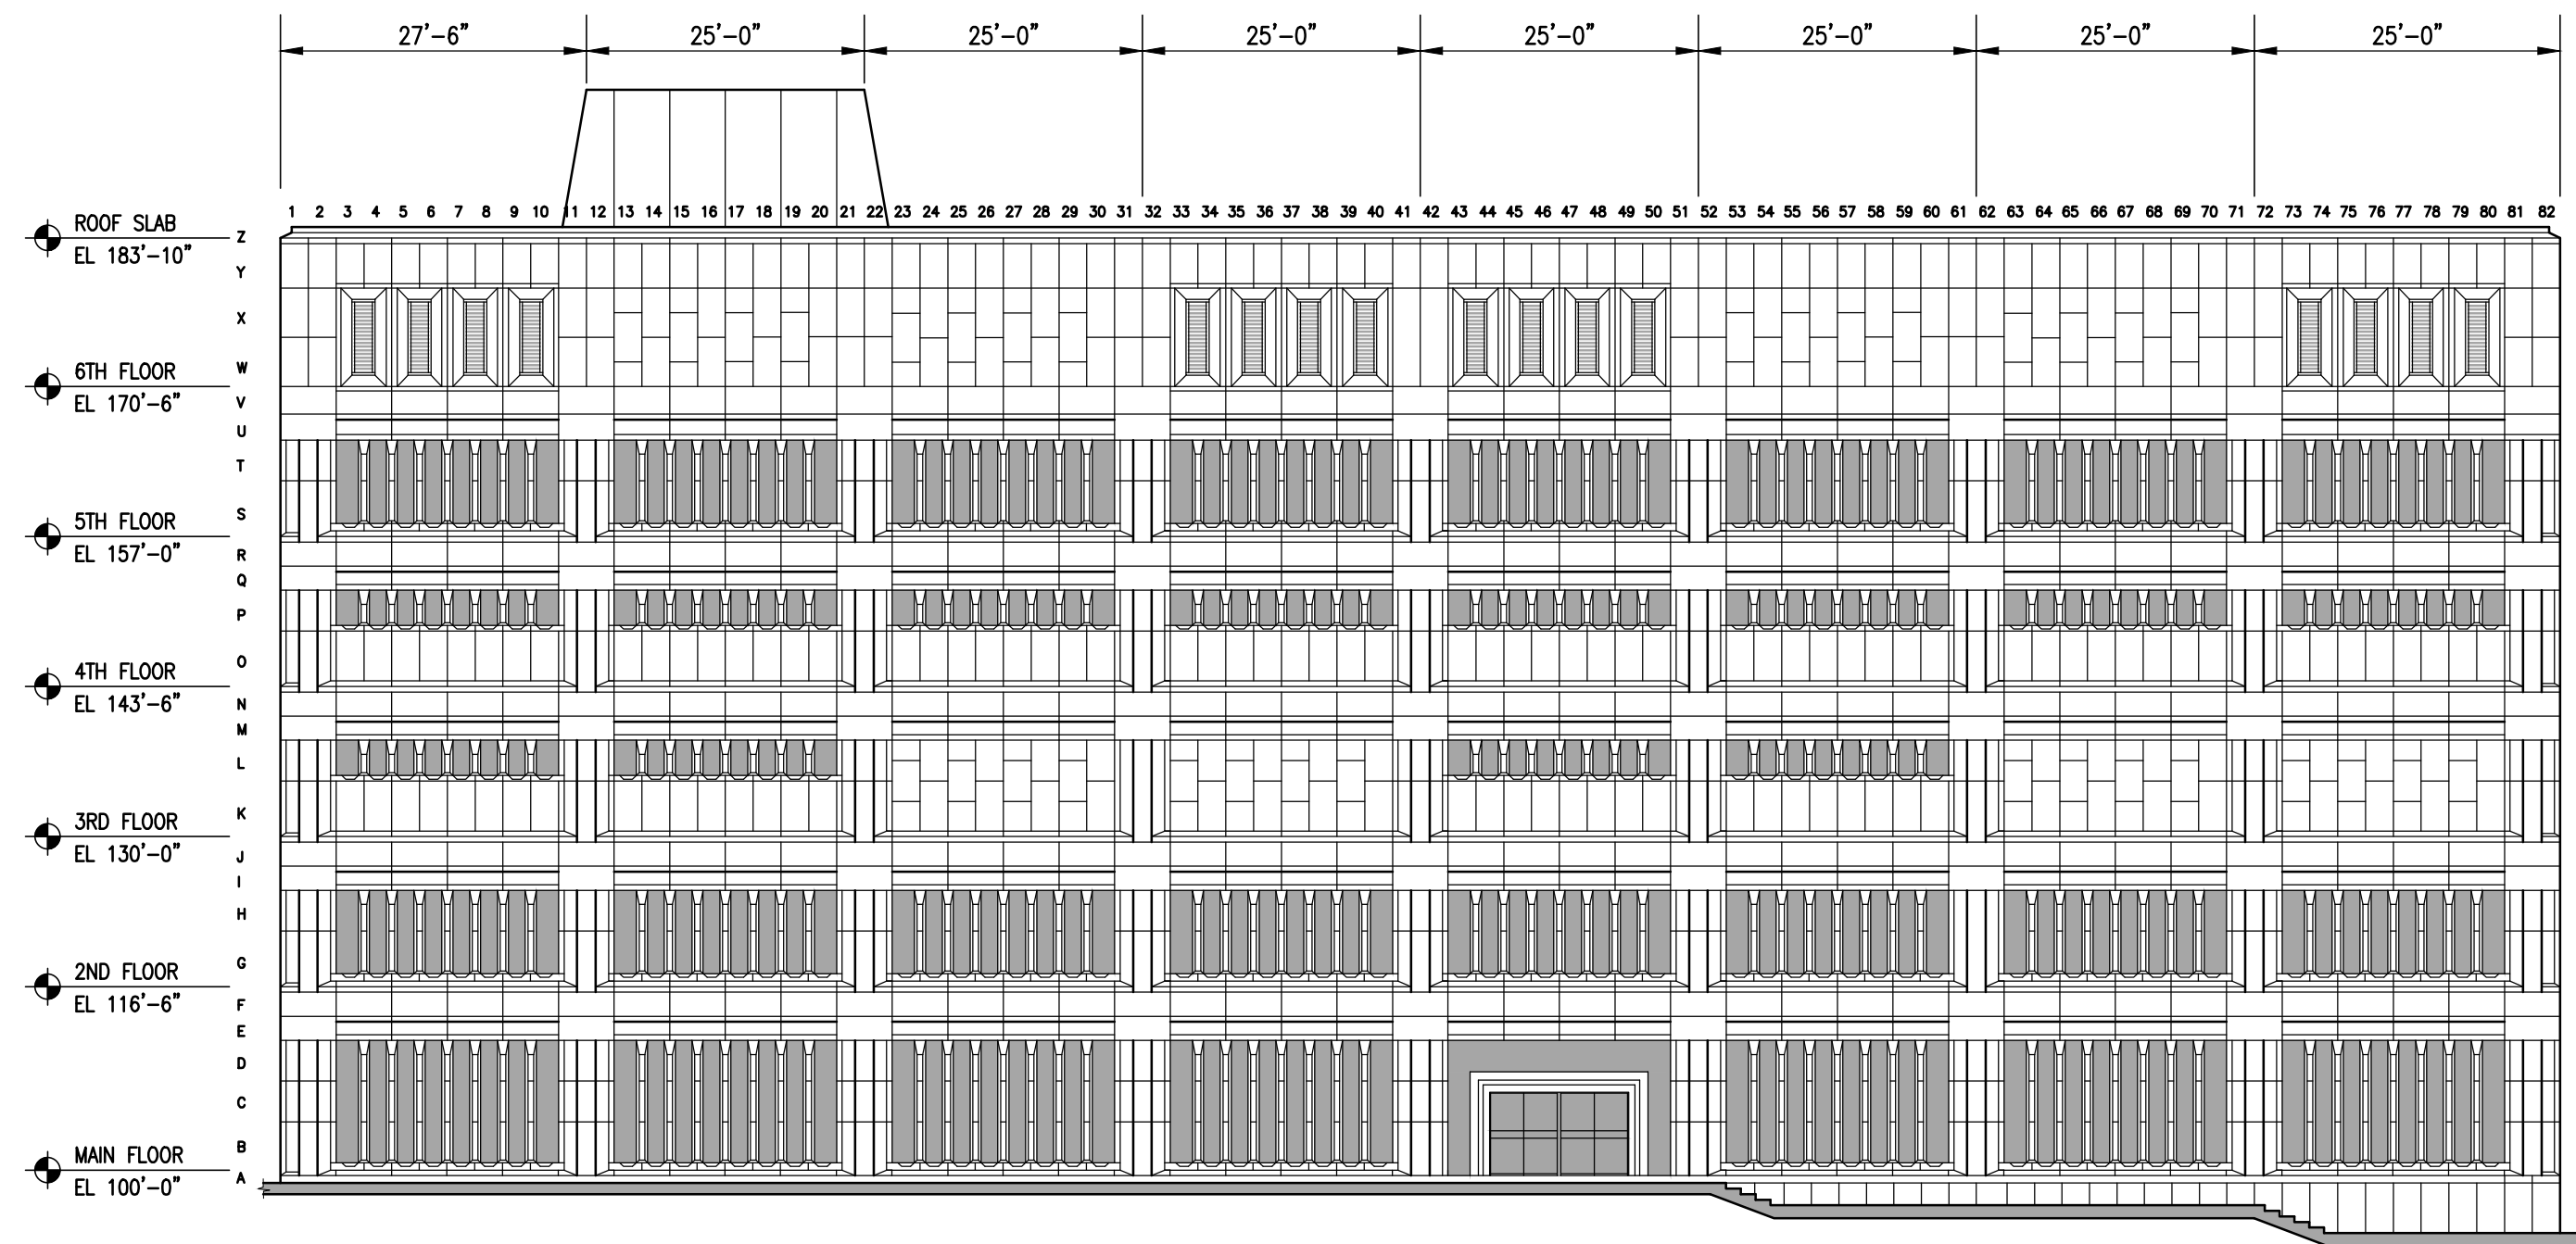 27'-6" 25'-0" 25'-0" 25'-0" 25'-0" 25'-0" 25'-0" 25'-0"
1 2 3 4 5 6 7 8 9 10 11 12 13 14 15 16 17 18 19 20 21 22 23 24 25 26 27 28 29 30 31 32 33 34 35 36 37 38 39 40 41 42 43 44 45 46 47 48 49 50 51 52 53 54 55 56 57 58 59 60 61 62 63 64 65 66 67 68 69 70 71 72 73 74 75 76 77 78 79 80 81 82
ROOF SLAB
Z
EL 183'-10"
Y
X
6TH FLOOR
W
EL 170'-6"
V
U
T
S
5TH FLOOR
EL 157'-0"
R
Q
P
O
4TH FLOOR
EL 143'-6"
N
M
L
K
3RD FLOOR
EL 130'-0"
J
I
H
G
2ND FLOOR
EL 116'-6"
F
E
D
C
B
MAIN FLOOR
A
EL 100'-0"